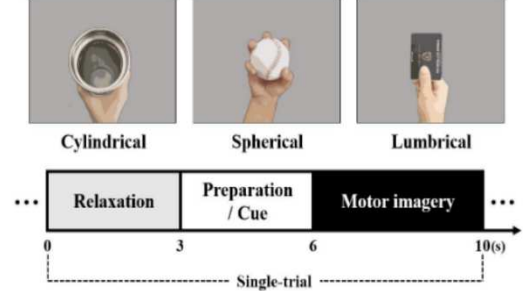 Cylindrical
Spherical
Lumbrical
Relaxation
Preparation
/ Cue
Motor imagery
0
3
6
10(s)
Single-trial